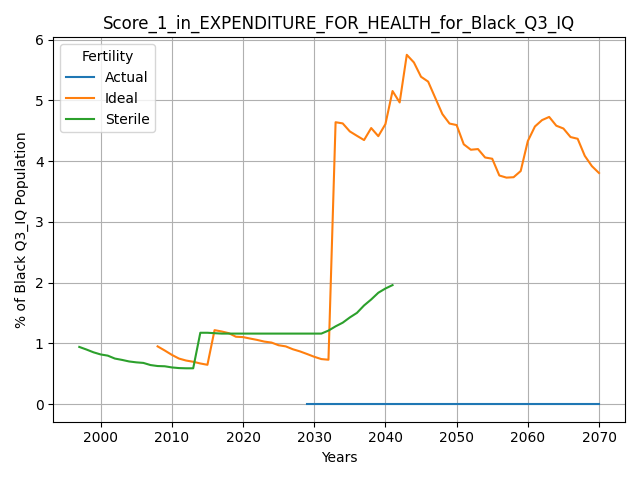 Score_1_in_EXPENDITURE_FOR_HEALTH_for_Black_Q3_IQ
Fertility
Actual
Ideal
Sterile
% of Black Q3_IQ Population
6
5
4
3
2
1
0
2000 2010 2020 2030 2040 2050 2060 2070
Years